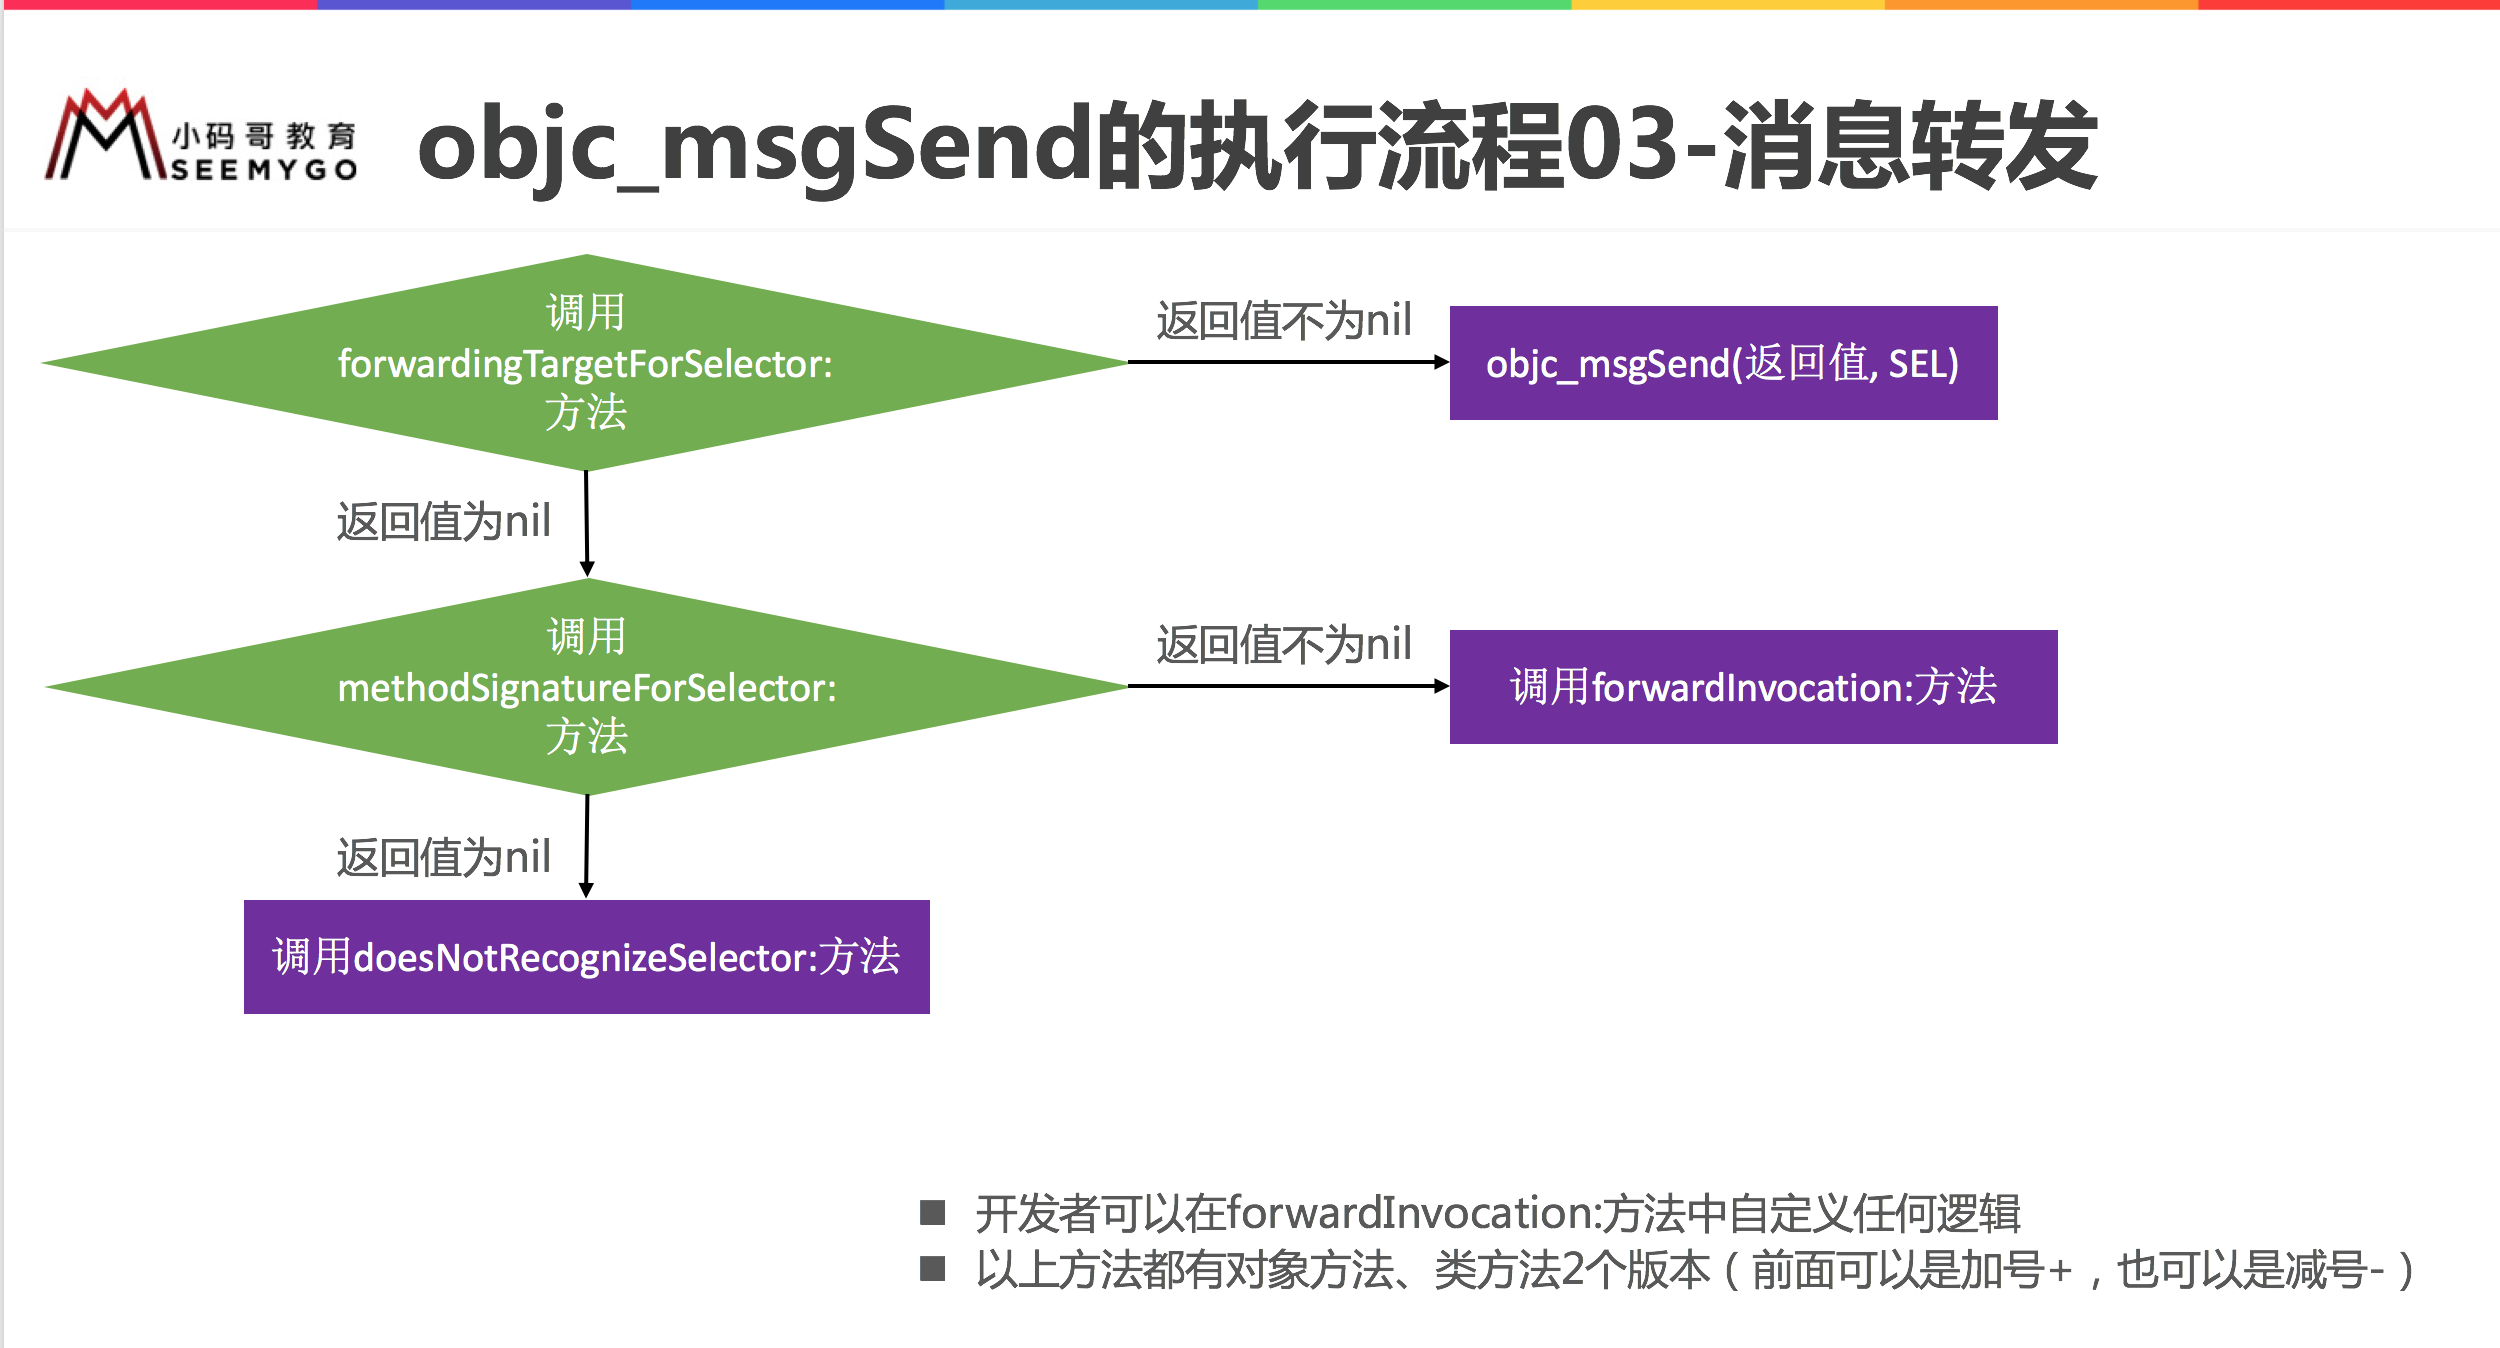 小码哥教育
SEEMYGO
objc_msgSend的执行流程03-消息转发
调用
forwardingTargetForSelector:
方法
返回值不为nil
objc_msgSend(返回值, SEL)
返回值为nil
调用
methodSignatureForSelector:
方法
返回值不为nil
调用forwardInvocation:方法
返回值为nil
调用doesNotRecognizeSelector:方法
■ 开发者可以在forwardInvocation:方法中自定义任何逻辑
■ 以上方法都有对象方法、类方法2个版本（前面可以是加号+，也可以是减号-）